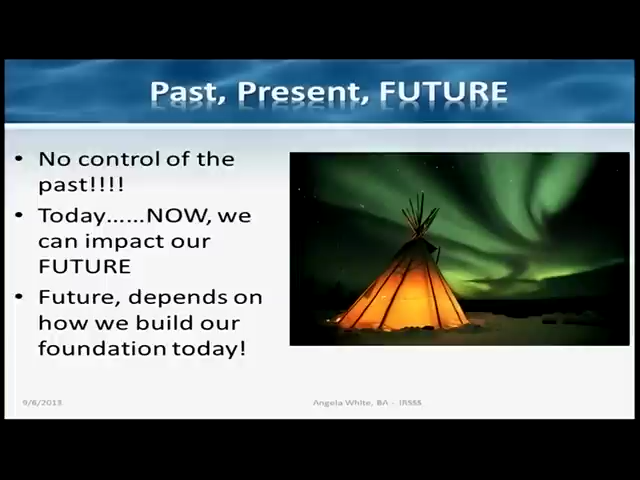 Past, Present, FUTURE
• No control of the
past!!!!
• Today......NOW, we
can impact our
FUTURE
• Future, depends on
how we build our
foundation today!
9/6/2013
Angela White, BA - IRSSS